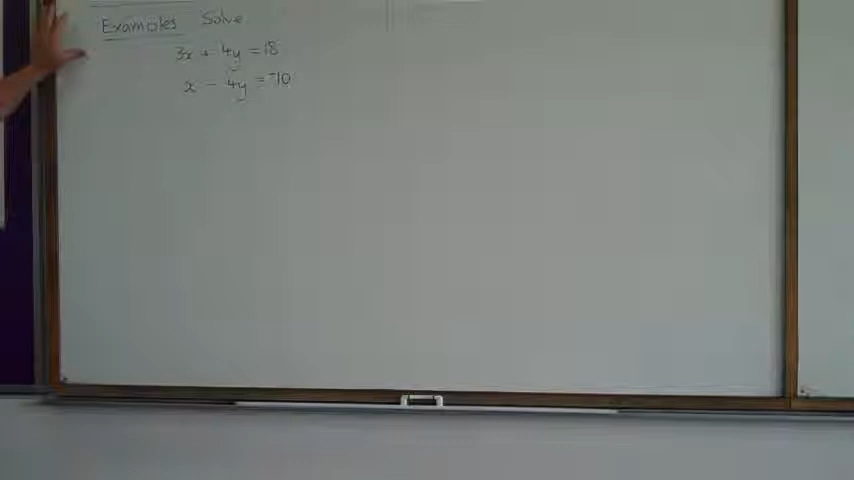 Examples Solve
3x + 4y = 18
x - 4y = -10